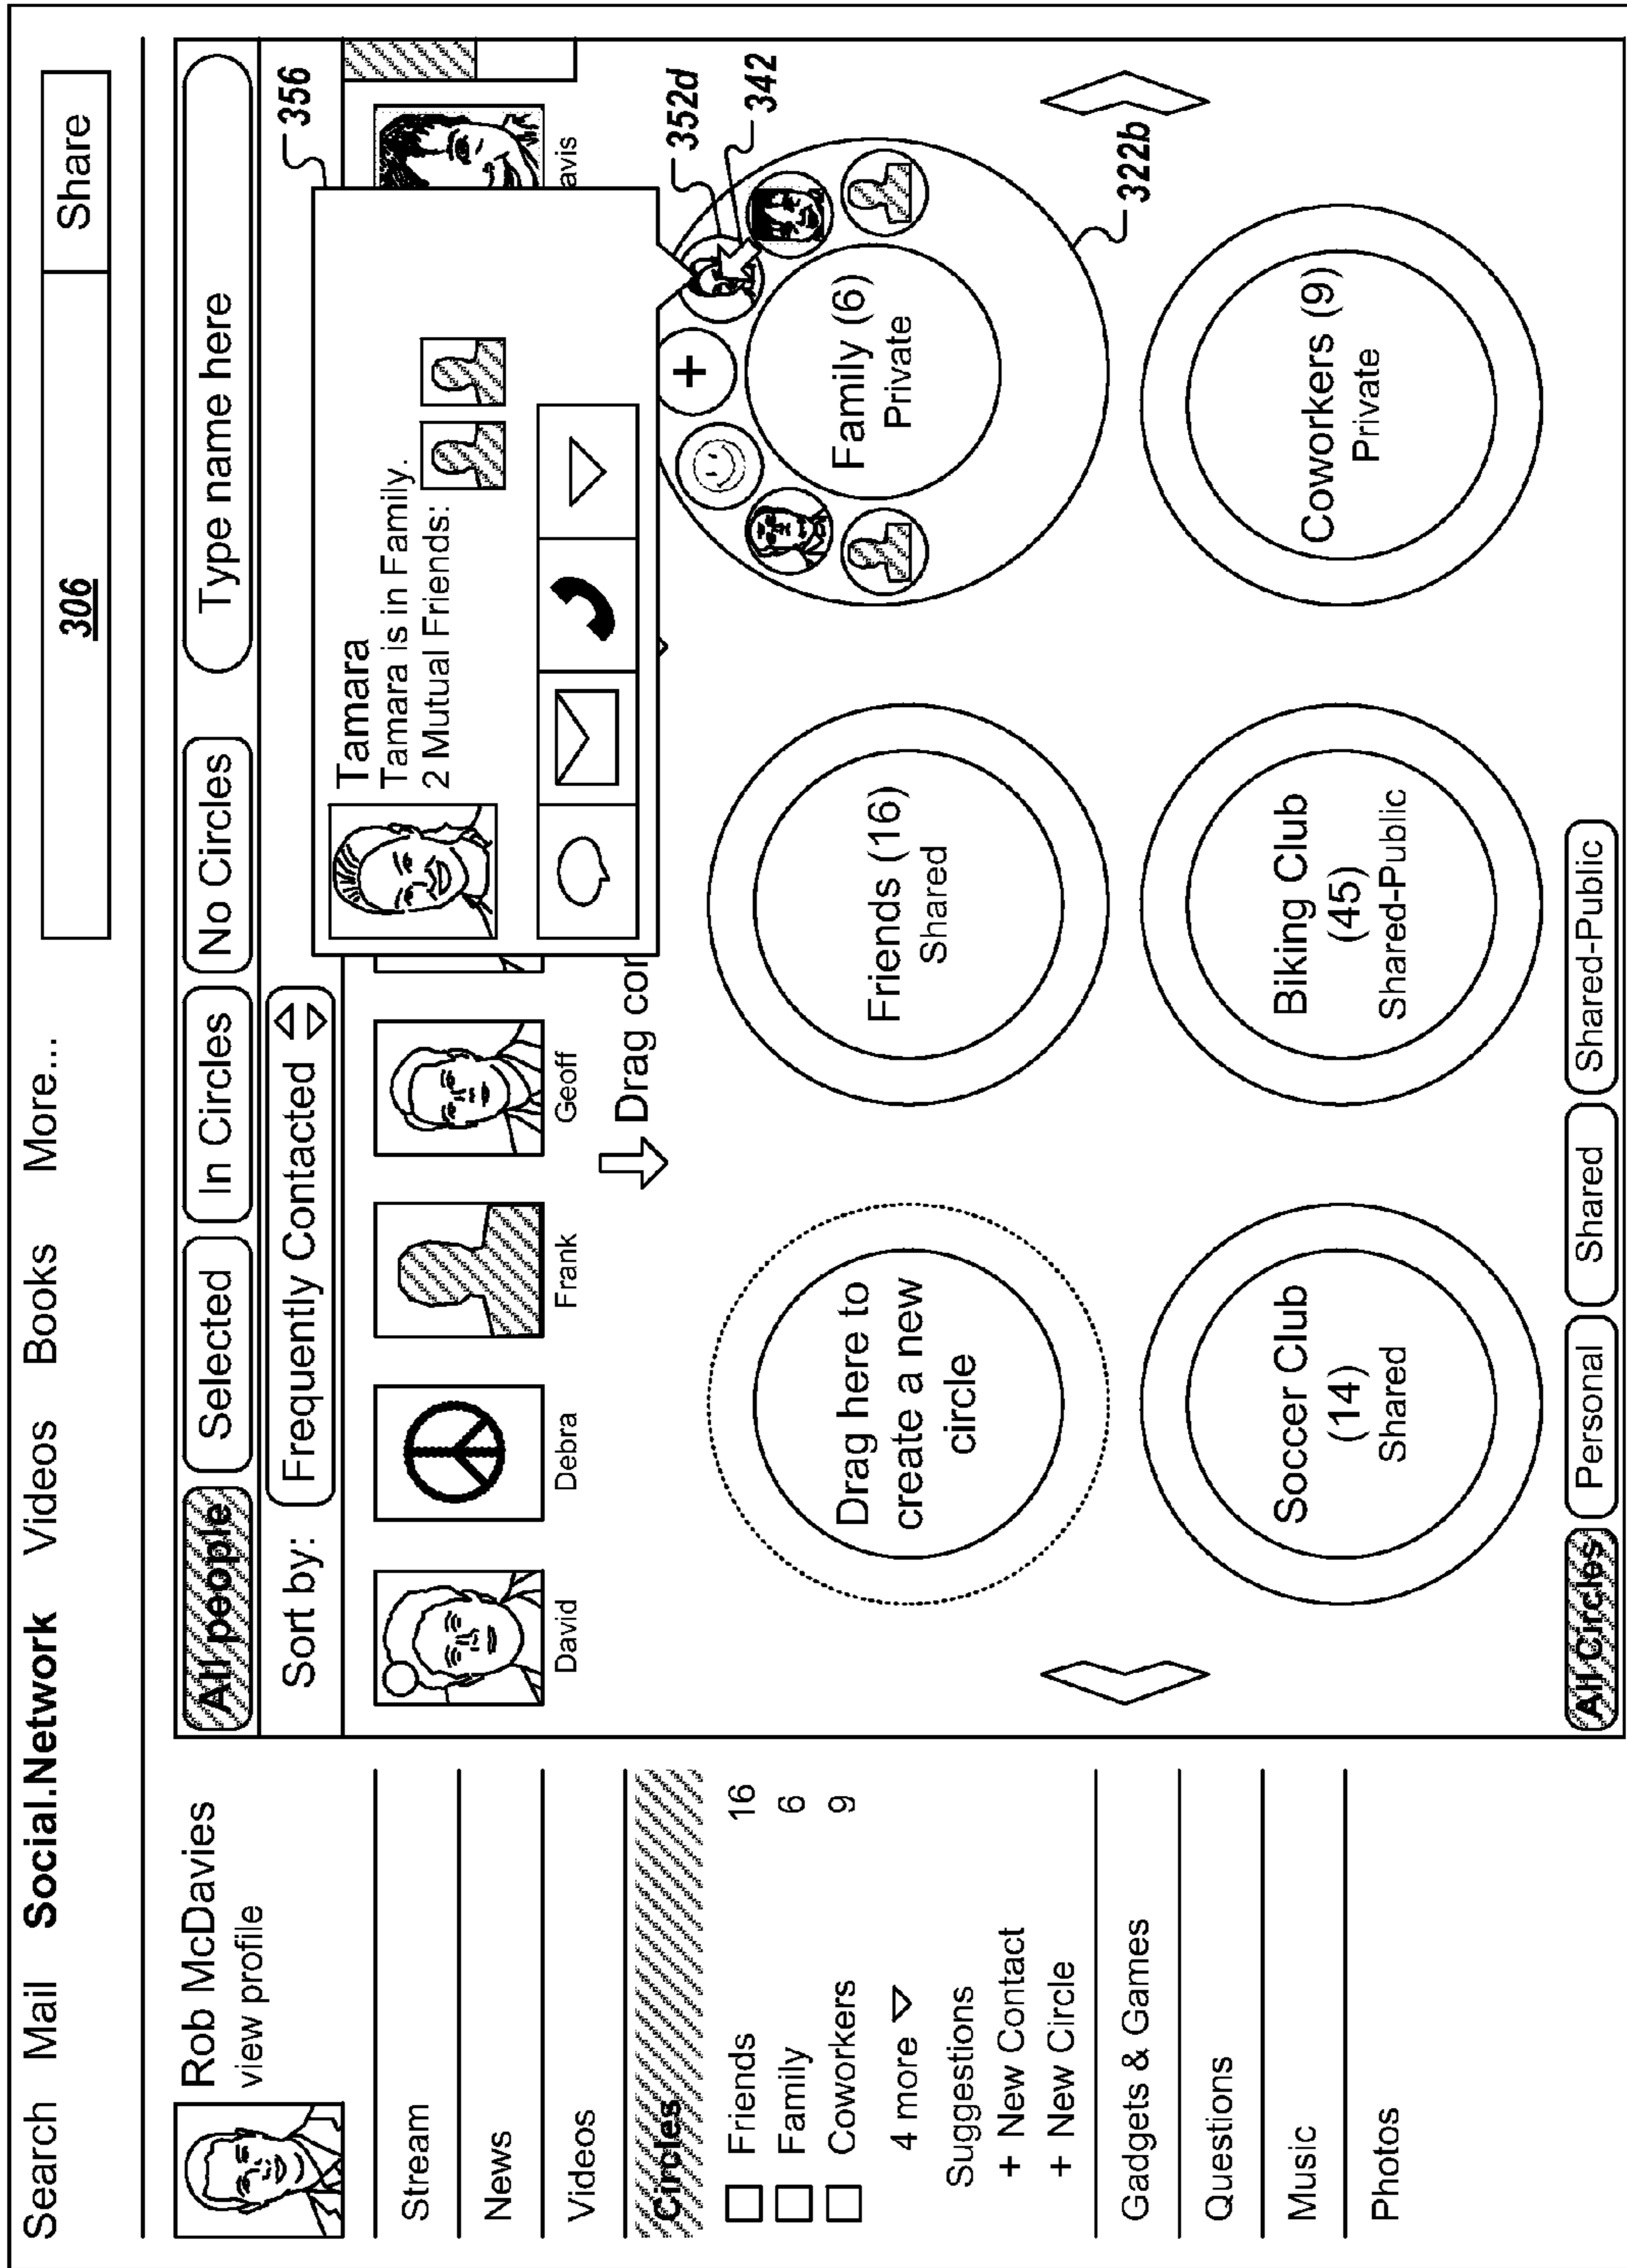 Search Mail Social.Network Videos Books More...
306
Share
Rob McDavies
view profile
Stream
News
Videos
Circles
Friends 16
Family 6
Coworkers 9
4 more
Suggestions
+ New Contact
+ New Circle
Gadgets & Games
Questions
Music
Photos
All people Selected In Circles No Circles Type name here
Sort by: Frequently Contacted
356
Tamara
Tamara is in Family.
2 Mutual Friends:
David Debra Frank Geoff avis
Drag cor
352d
342
Drag here to
create a new
circle
Friends (16)
Shared
+
Family (6)
Private
322b
Soccer Club
(14)
Shared
Biking Club
(45)
Shared-Public
Coworkers (9)
Private
All Circles Personal Shared Shared-Public